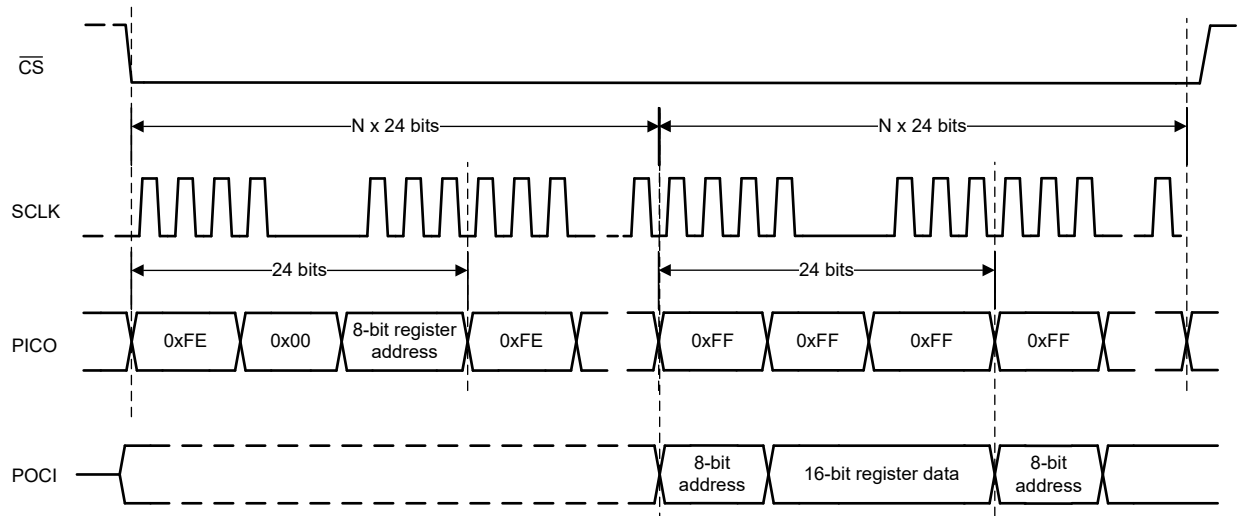 CS
N x 24 bits N x 24 bits
SCLK
24 bits 24 bits
PICO 0xFE 0x00 8-bit register address 0xFE 0xFF 0xFF 0xFF 0xFF
POCI 8-bit address 16-bit register data 8-bit address